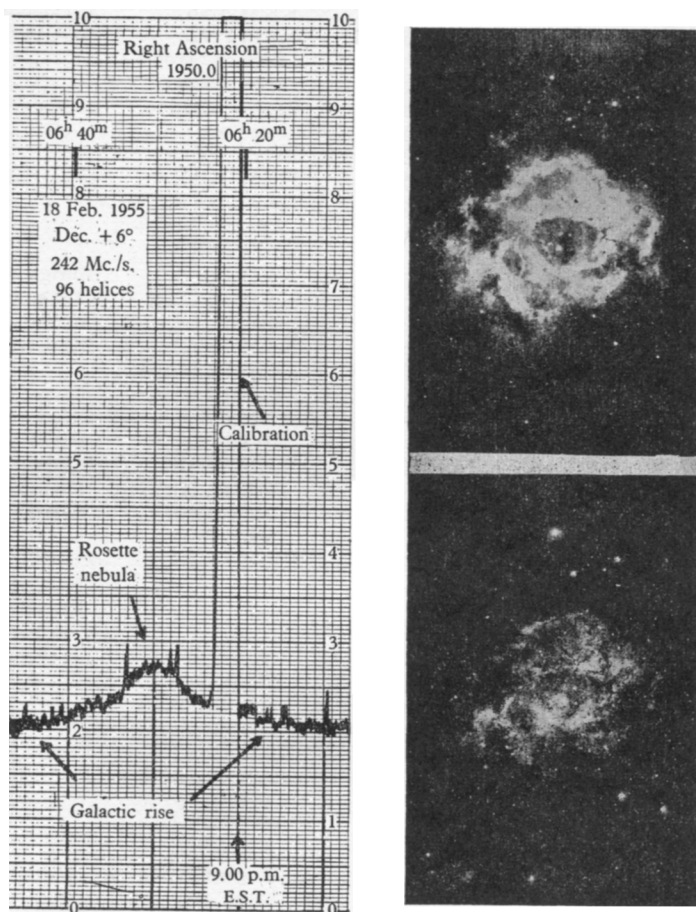 10 10
Right Ascension
1950.0
9 9
06h 40m 06h 20m
8 8
18 Feb. 1955
Dec. + 6°
242 Mc./s.
96 helices
7 7
6 6
Calibration
5 5
4 4
Rosette
nebula
3 3
2 2
Galactic rise
1 1
9.00 p.m.
E.S.T.
0 0